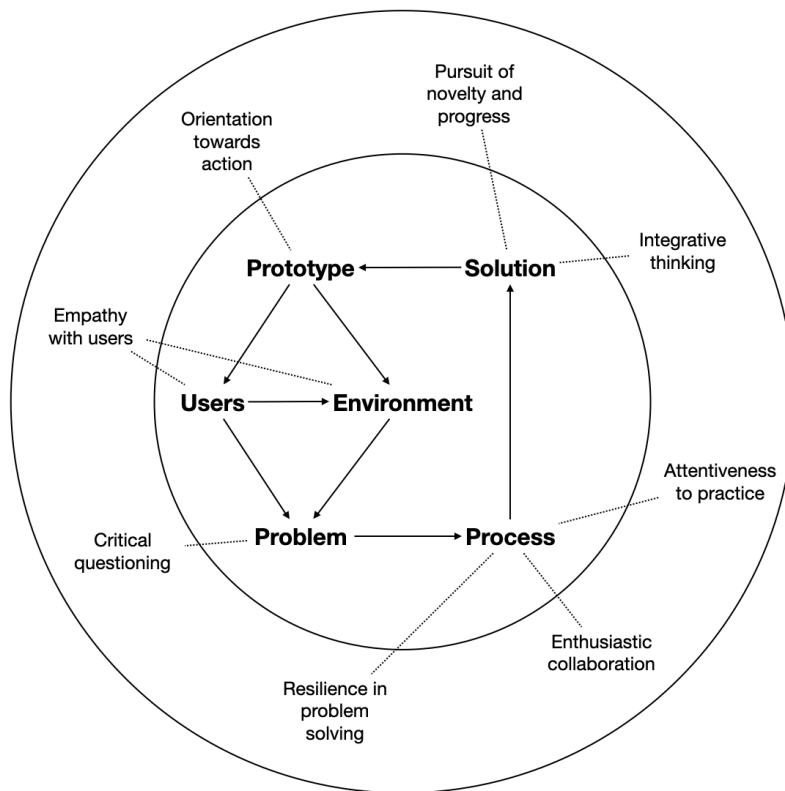 Pursuit of
novelty and
progress
Orientation
towards
action
Integrative
thinking
Prototype
Solution
Empathy
with users
Users
Environment
Attentiveness
to practice
Critical
questioning
Problem
Process
Enthusiastic
collaboration
Resilience in
problem
solving